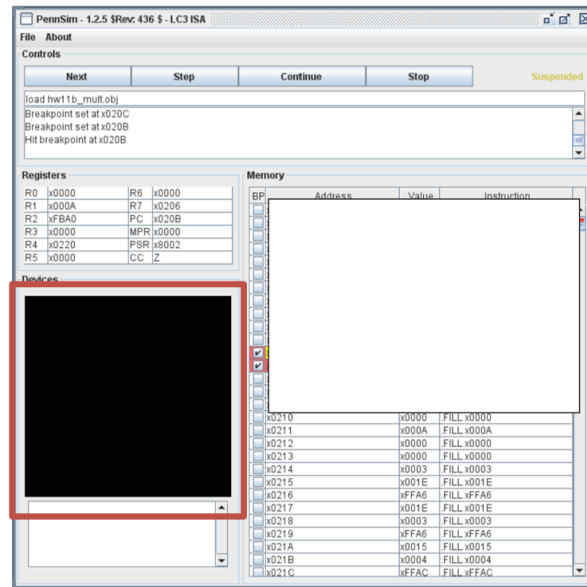 PennSim - 1.2.5 $Rev: 436 $ - LC3 ISA
File About
Controls
Next Step Continue Stop Suspended
load hw11b_mult.obj
Breakpoint set at x020C
Breakpoint set at x020B
Hit breakpoint at x020B
Registers
R0 x0000 R6 x0000
R1 x000A R7 x0206
R2 xFBA0 PC x020B
R3 x0000 MPR x0000
R4 x0220 PSR x8002
R5 x0000 CC Z
Devices
Memory
BP Address Value Instruction
x0210 x0000 .FILL x0000
x0211 x000A .FILL x000A
x0212 x0000 .FILL x0000
x0213 x0000 .FILL x0000
x0214 x0003 .FILL x0003
x0215 x001E .FILL x001E
x0216 xFFA6 .FILL xFFA6
x0217 x001E .FILL x001E
x0218 x0003 .FILL x0003
x0219 xFFA6 .FILL xFFA6
x021A x0015 .FILL x0015
x021B x0004 .FILL x0004
x021C xFFAC .FILL xFFAC